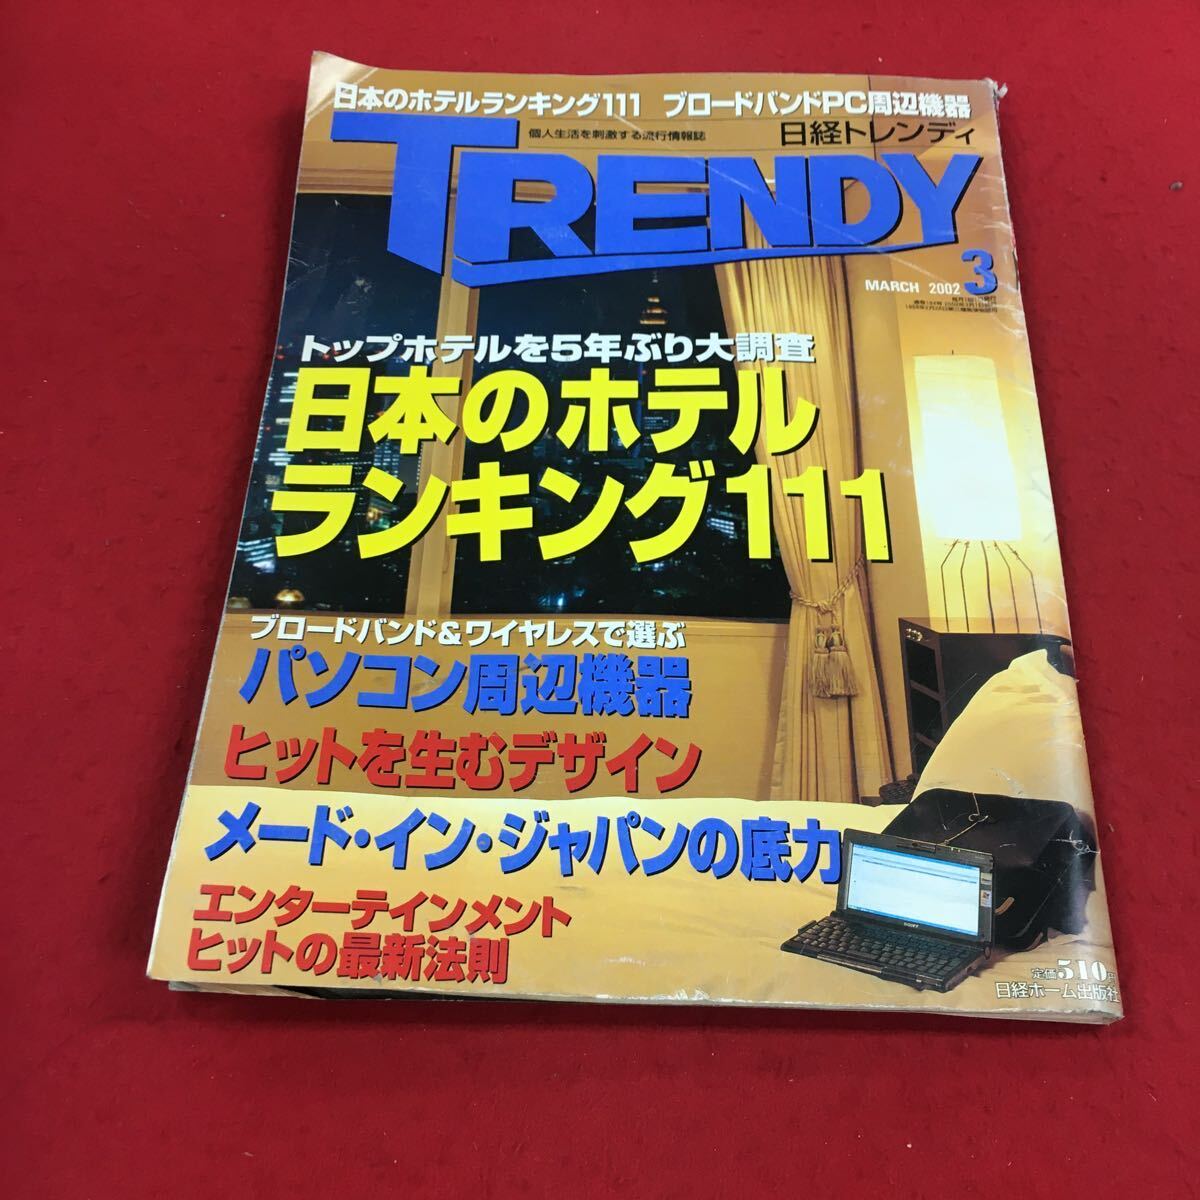 日本のホテルランキング111 ブロードバンドPC周辺機器
個人生活を刺激する流行情報誌
日経トレンディ
TRENDY
MARCH 2002 3
トップホテルを5年ぶり大調査
日本のホテル
ランキング111
ブロードバンド&ワイヤレスで選ぶ
パソコン周辺機器
ヒットを生むデザイン
メード・イン・ジャパンの底力
エンターテインメント
ヒットの最新法則
SONY
定価510円
日経ホーム出版社